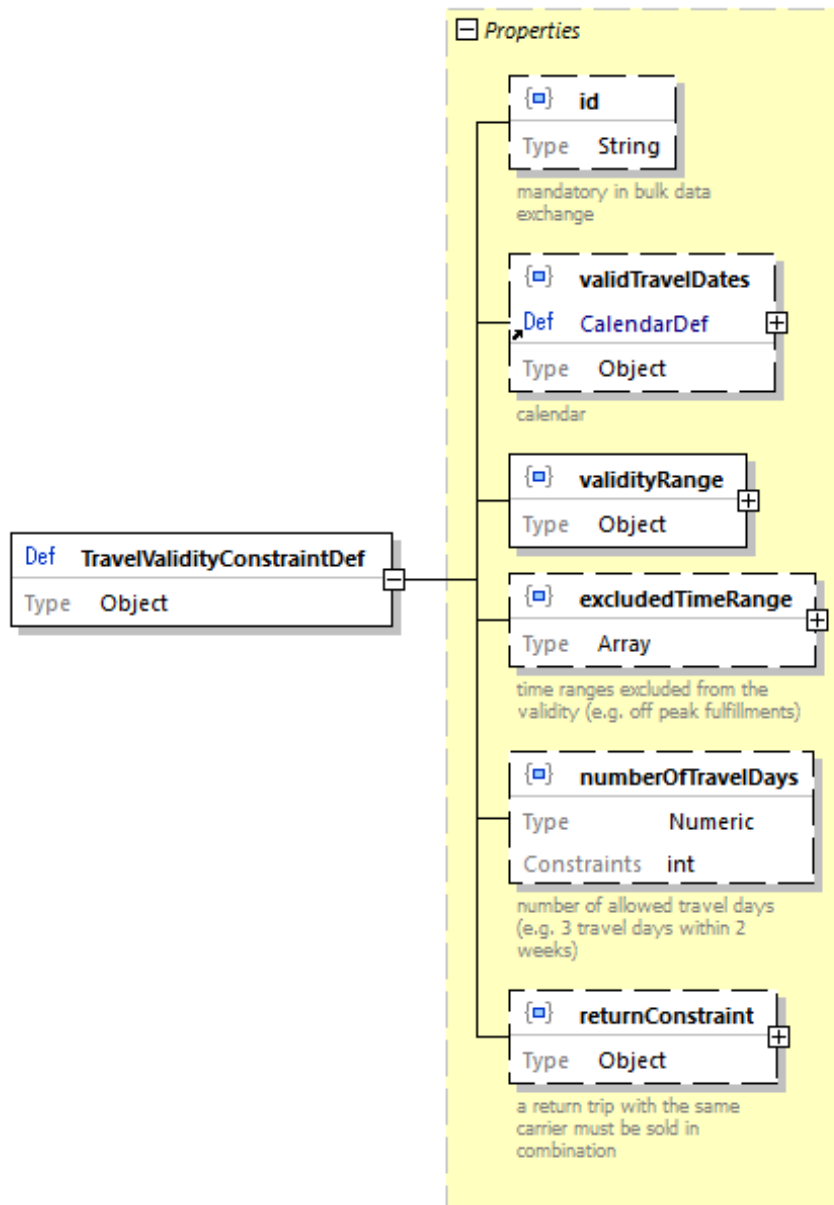 Properties
id
Type String
mandatory in bulk data
exchange
validTravelDates
Def CalendarDef
Type Object
calendar
validityRange
Type Object
Def TravelValidityConstraintDef
Type Object
excludedTimeRange
Type Array
time ranges excluded from the
validity (e.g. off peak fulfillments)
numberOfTravelDays
Type Numeric
Constraints int
number of allowed travel days
(e.g. 3 travel days within 2
weeks)
returnConstraint
Type Object
a return trip with the same
carrier must be sold in
combination